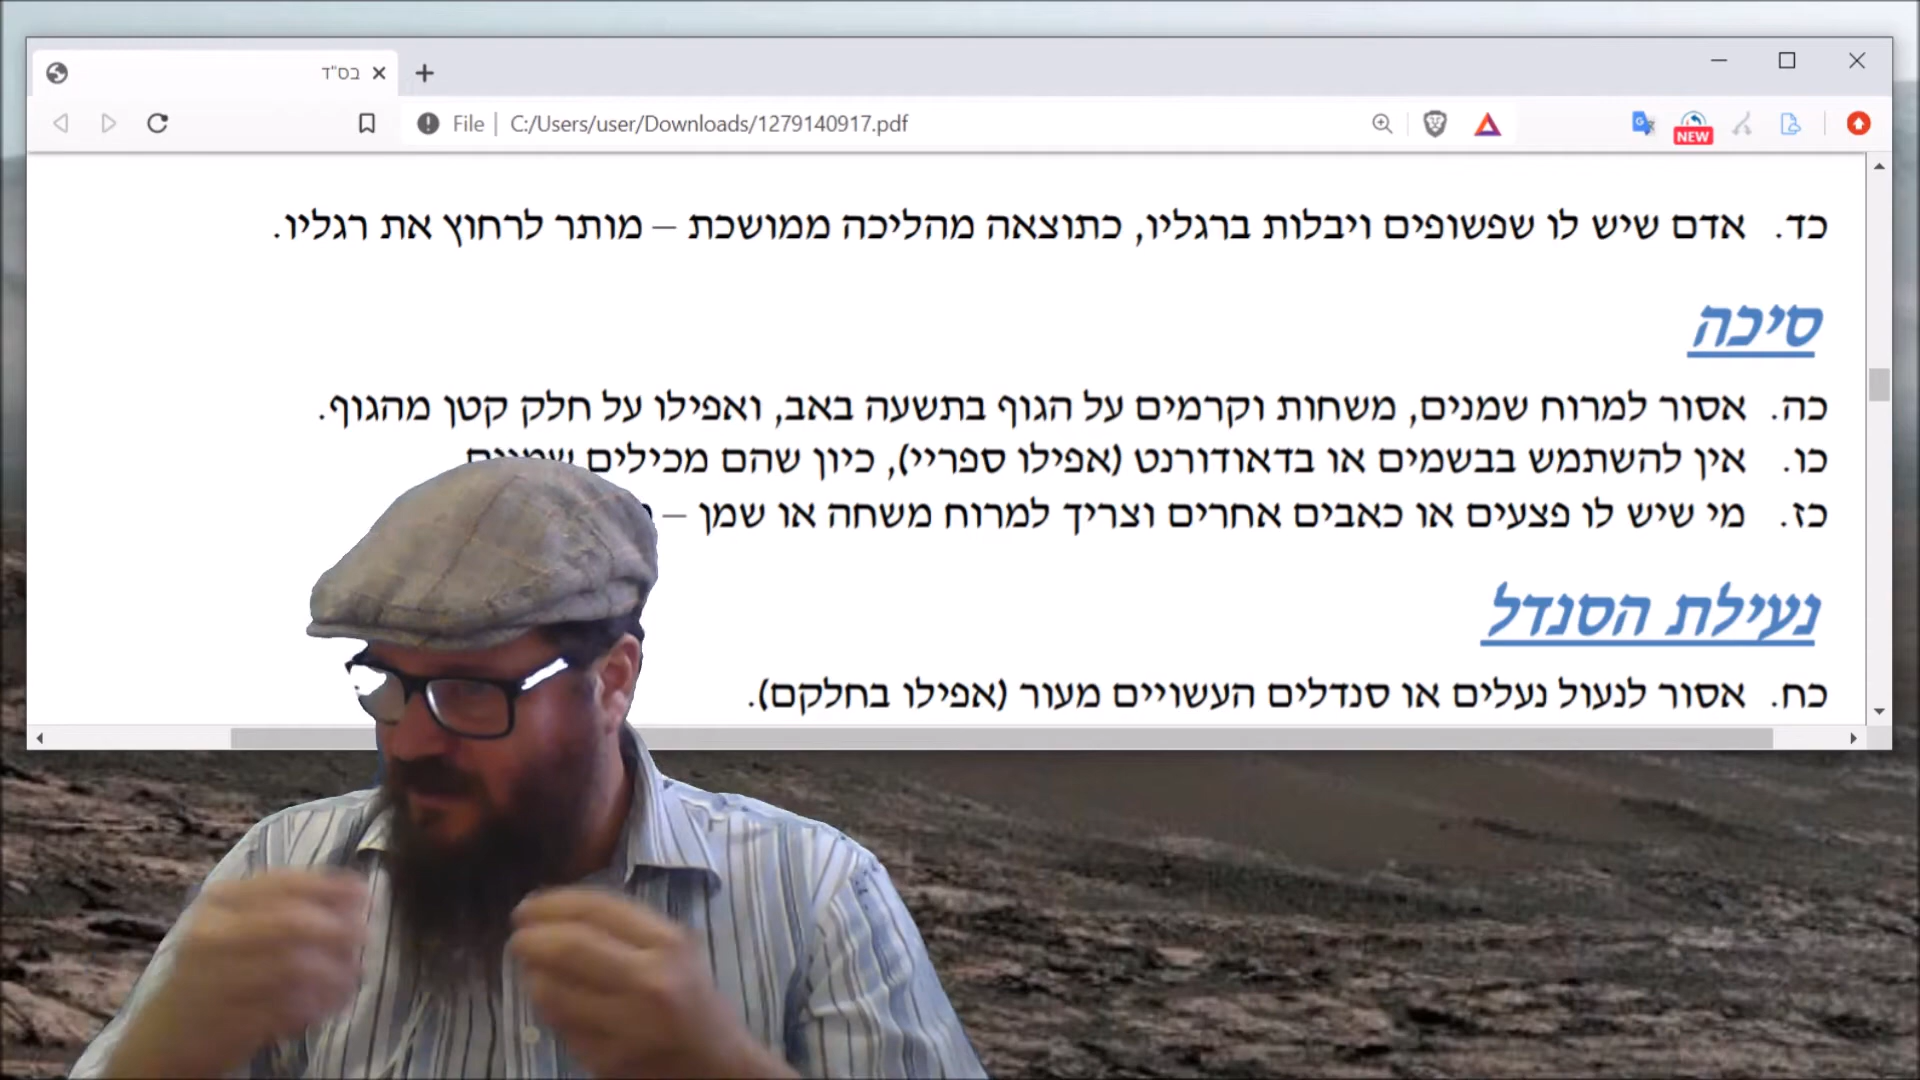 בס"ד
File
C:/Users/user/Downloads/1279140917.pdf
NEW
כד. אדם שיש לו שפשופים ויבלות ברגליו, כתוצאה מהליכה ממושכת – מותר לרחוץ את רגליו.
סיכה
כה. אסור למרוח שמנים, משחות וקרמים על הגוף בתשעה באב, ואפילו על חלק קטן מהגוף.
כו. אין להשתמש בבשמים או בדאודורנט (אפילו ספריי), כיון שהם מכילים
כז. מי שיש לו פצעים או כאבים אחרים וצריך למרוח משחה או שמן –
נעילת הסנדל
כח. אסור לנעול נעלים או סנדלים העשויים מעור (אפילו בחלקם).